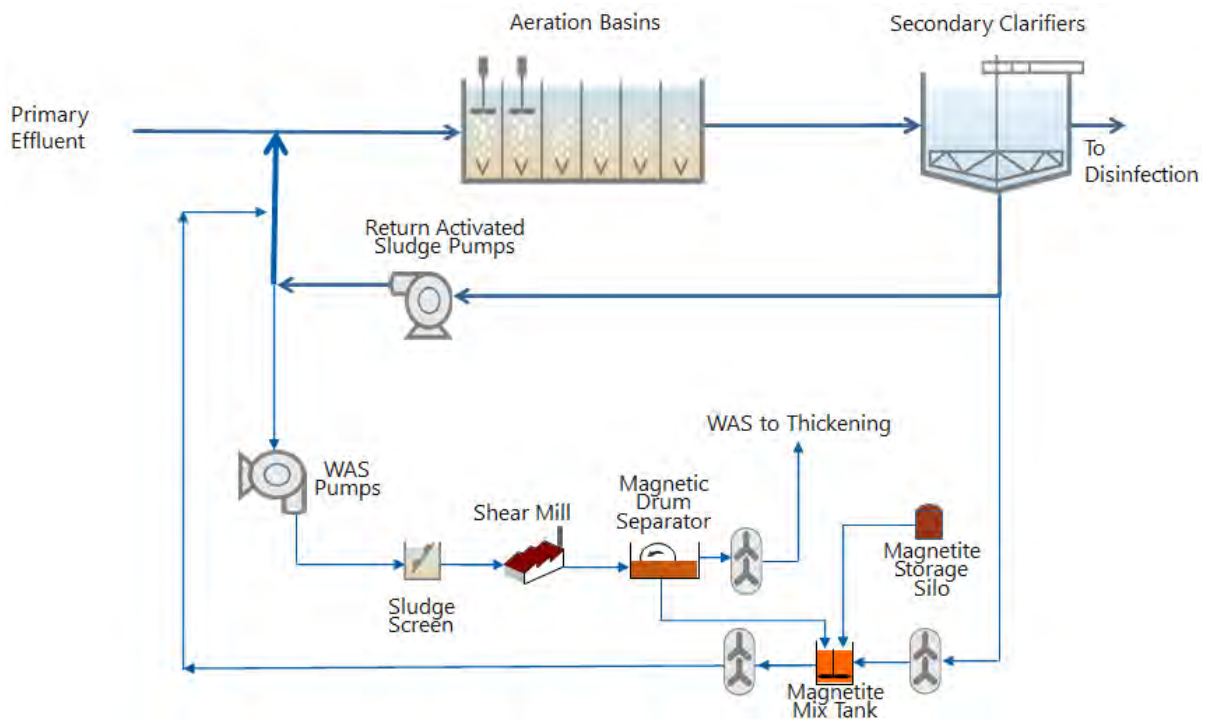 Aeration Basins
Secondary Clarifiers
Primary
Effluent
To
Disinfection
Return Activated
Sludge Pumps
WAS to Thickening
WAS
Pumps
Shear Mill
Magnetic
Drum
Separator
Magnetite
Storage
Silo
Sludge
Screen
Magnetite
Mix Tank